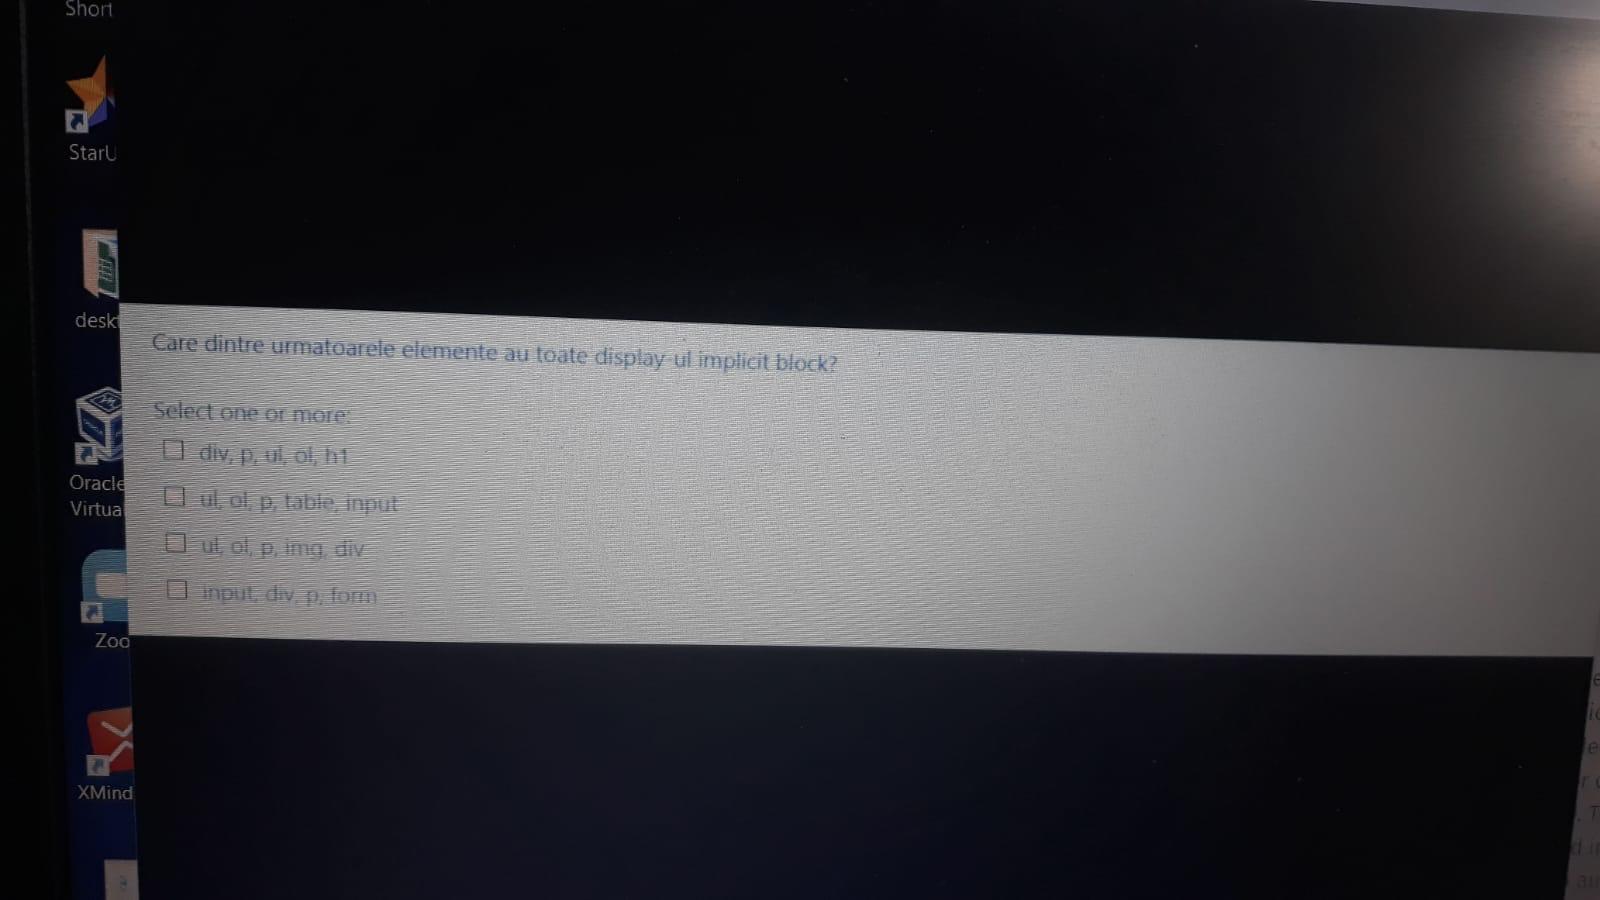 Short
StarU
deskt
Oracle
Virtua
Zoo
XMind
Care dintre urmatoarele elemente au toate display-ul implicit block?
Select one or more:
div, p, ul, ol, h1
ul, ol, p, table, input
ul, ol, p, img, div
input, div, p, form